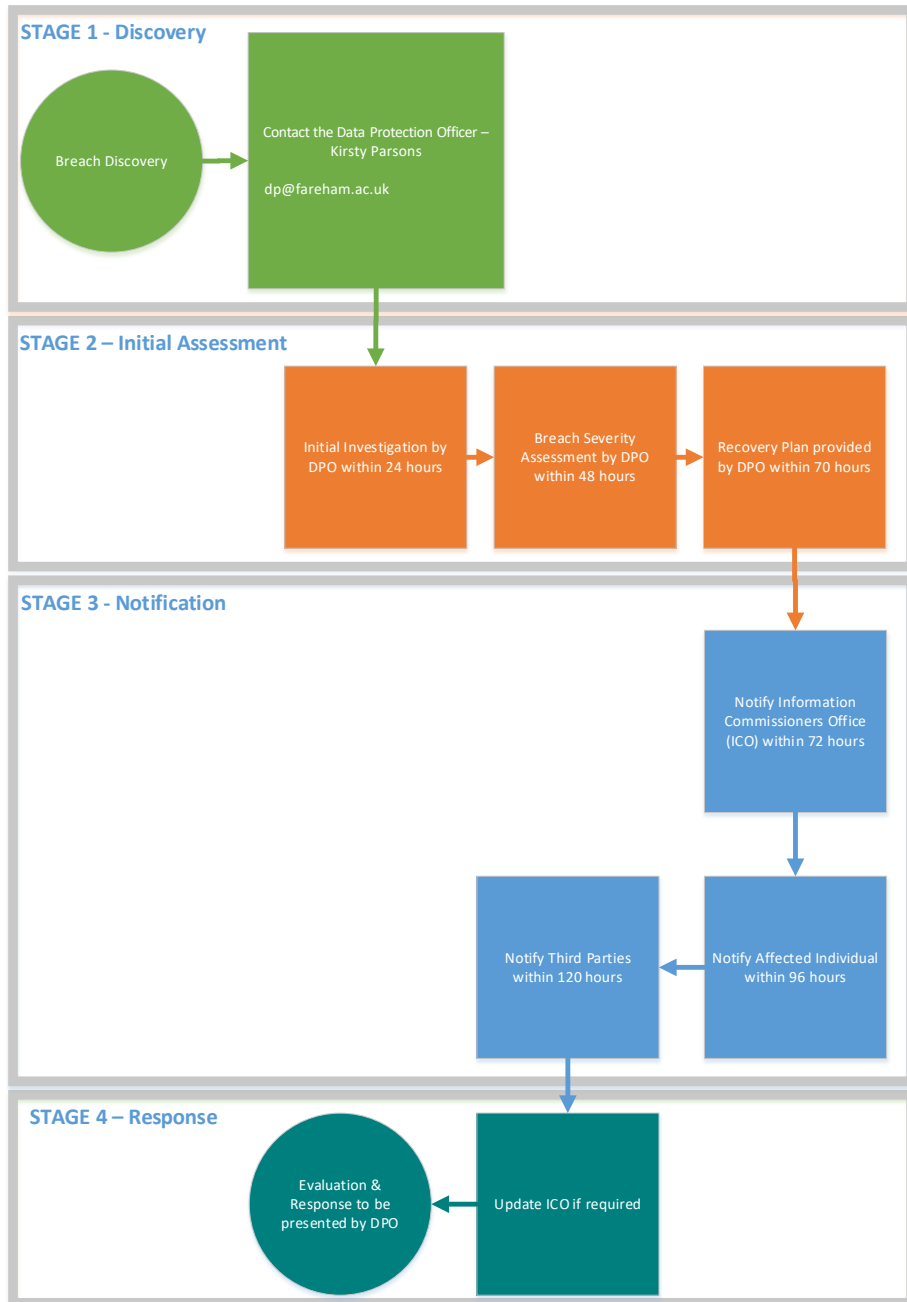 STAGE 1 - Discovery
Breach Discovery
Contact the Data Protection Officer –
Kirsty Parsons
dp@fareham.ac.uk
STAGE 2 – Initial Assessment
Initial Investigation by
DPO within 24 hours
Breach Severity
Assessment by DPO
within 48 hours
Recovery Plan provided
by DPO within 70 hours
STAGE 3 - Notification
Notify Information
Commissioners Office
(ICO) within 72 hours
Notify Affected Individual
within 96 hours
Notify Third Parties
within 120 hours
STAGE 4 – Response
Update ICO if required
Evaluation &
Response to be
presented by DPO